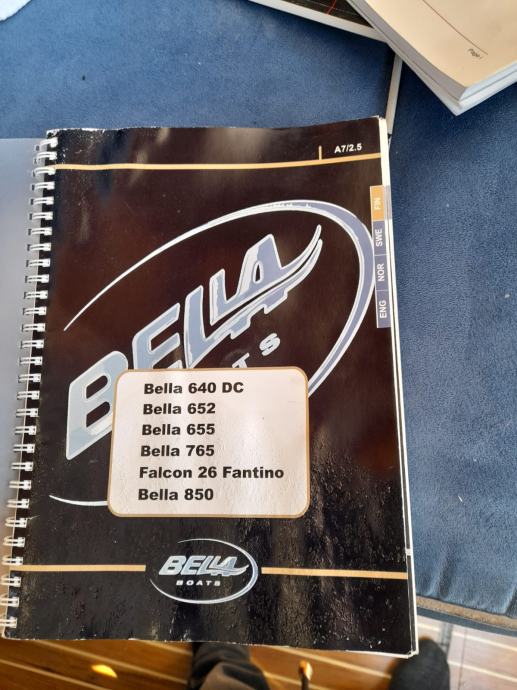 Page
A7/2.5
FIN
SWE
NOR
ENG
BELLA
BOATS
Bella 640 DC
Bella 652
Bella 655
Bella 765
Falcon 26 Fantino
Bella 850
BELLA
BOATS